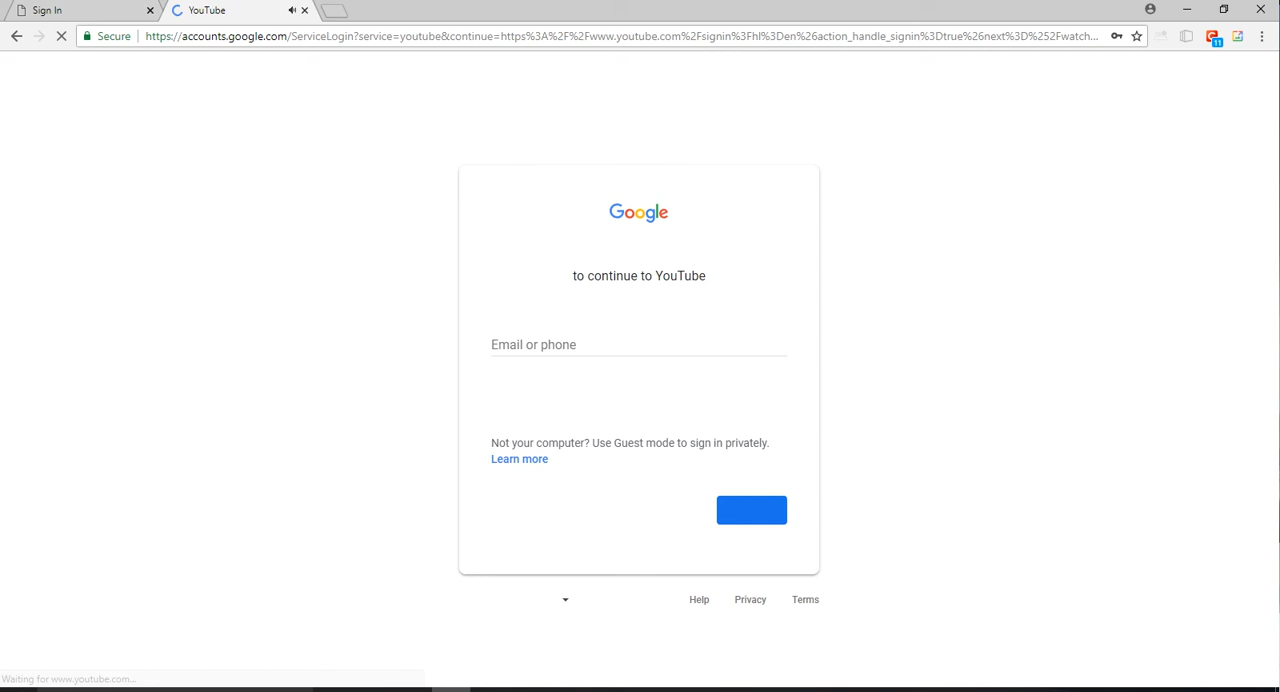 Sign In
YouTube
Secure
https://accounts.google.com/ServiceLogin?service=youtube&continue=https%3A%2F%2Fwww.youtube.com%2Fsignin%3Fhl%3Den%26action_handle_signin%3Dtrue%26next%3D%252Fwatch...
11
Google
to continue to YouTube
Email or phone
Not your computer? Use Guest mode to sign in privately.
Learn more
Help Privacy Terms
Waiting for www.youtube.com...